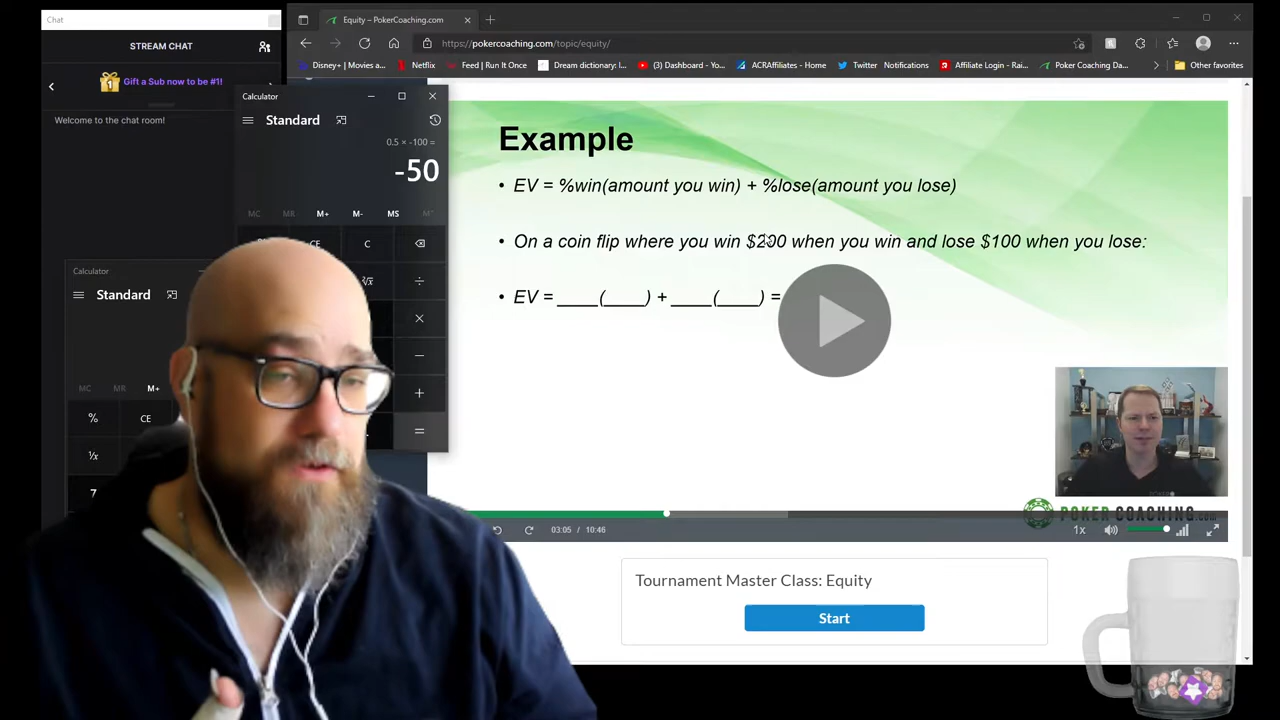 Chat
STREAM CHAT
Gift a Sub now to be #1!
Welcome to the chat room!
Equity – PokerCoaching.com
https://pokercoaching.com/topic/equity/
Disney+ | Movies a...
Netflix
Feed | Run It Once
Dream dictionary, I...
(3) Dashboard - Yo...
ACRAffiliates - Home
Twitter
Notifications
Affiliate Login - Rai...
Poker Coaching Da...
Other favorites
Calculator
Standard
0.5 × -100 =
-50
MC MR M+ M- MS
CE C
Calculator
Standard
MC MR M+
% CE
⅟x
7
Example
• EV = %win(amount you win) + %lose(amount you lose)
• On a coin flip where you win $200 when you win and lose $100 when you lose:
• EV = ____(____) + ____(____) =
POKER COACHING.com
03:05 / 10:46
1x
Tournament Master Class: Equity
Start